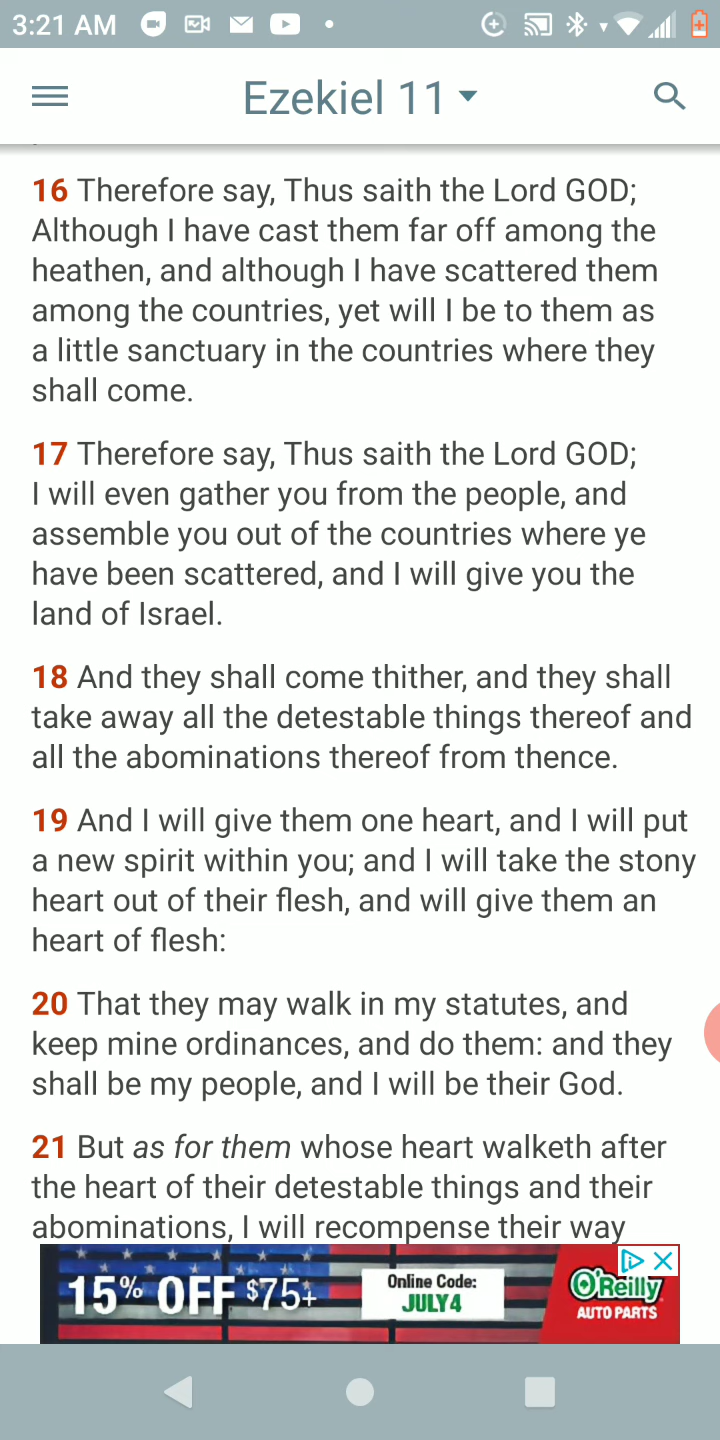 3:21 AM
Ezekiel 11
16 Therefore say, Thus saith the Lord GOD;
Although I have cast them far off among the
heathen, and although I have scattered them
among the countries, yet will I be to them as
a little sanctuary in the countries where they
shall come.
17 Therefore say, Thus saith the Lord GOD;
I will even gather you from the people, and
assemble you out of the countries where ye
have been scattered, and I will give you the
land of Israel.
18 And they shall come thither, and they shall
take away all the detestable things thereof and
all the abominations thereof from thence.
19 And I will give them one heart, and I will put
a new spirit within you; and I will take the stony
heart out of their flesh, and will give them an
heart of flesh:
20 That they may walk in my statutes, and
keep mine ordinances, and do them: and they
shall be my people, and I will be their God.
21 But as for them whose heart walketh after
the heart of their detestable things and their
abominations, I will recompense their way
15% OFF $75+
Online Code:
JULY4
O'Reilly
AUTO PARTS